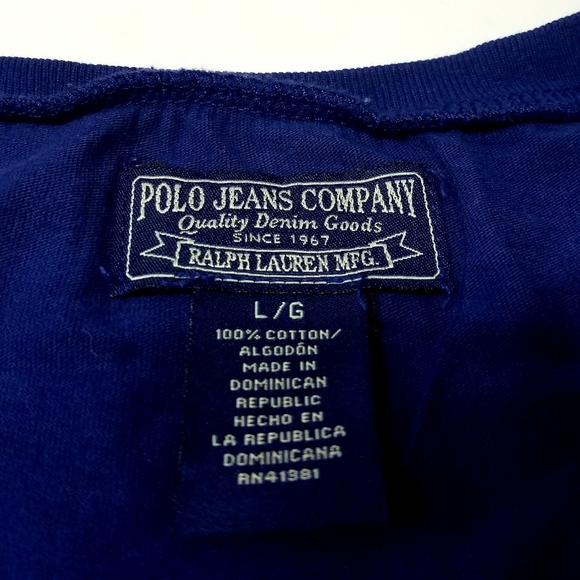 POLO JEANS COMPANY
Quality Denim Goods
SINCE 1967
RALPH LAUREN MFG.
L/G
100% COTTON/
ALGODÓN
MADE IN
DOMINICAN
REPUBLIC
HECHO EN
LA REPUBLICA
DOMINICANA
RN41381